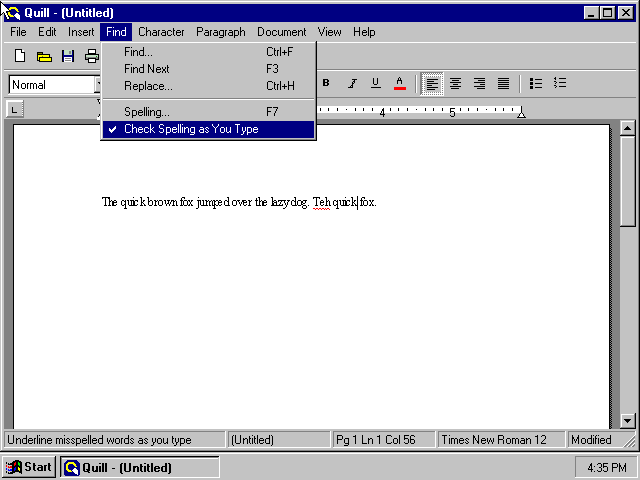 Quill - (Untitled)
File Edit Insert Find Character Paragraph Document View Help
Find... Ctrl+F
Find Next F3
Replace... Ctrl+H
Spelling... F7
Check Spelling as You Type
Normal B I U A
L 4 5
The quick brown fox jumped over the lazy dog. Teh quick fox.
Underline misspelled words as you type (Untitled) Pg 1 Ln 1 Col 56 Times New Roman 12 Modified
Start Quill - (Untitled) 4:35 PM